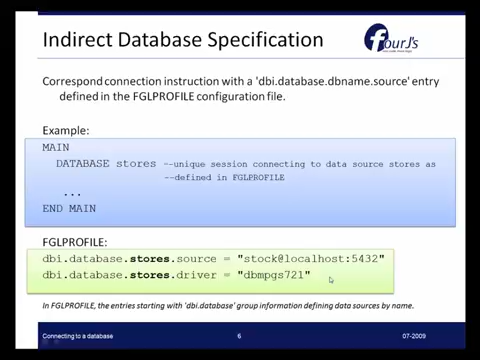 Indirect Database Specification
fourJ's
Correspond connection instruction with a 'dbi.database.dbname.source' entry
defined in the FGLPROFILE configuration file.
Example:
MAIN
DATABASE stores --unique session connecting to data source stores as
--defined in FGLPROFILE
...
END MAIN
FGLPROFILE:
dbi.database.stores.source = "stock@localhost:5432"
dbi.database.stores.driver = "dbmpgs721"
In FGLPROFILE, the entries starting with 'dbi.database' group information defining data sources by name.
Connecting to a database 6 07-2009